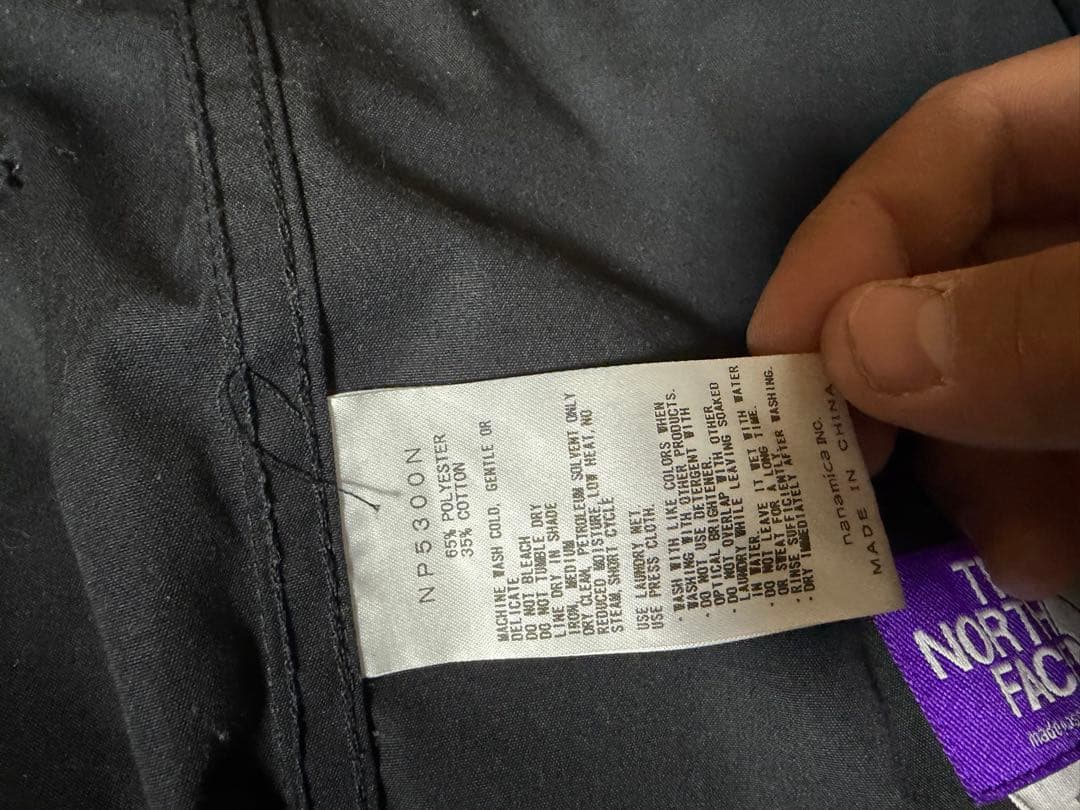 NP5300N
65% POLYESTER
35% COTTON
MACHINE WASH COLD, GENTLE OR
DELICATE
DO NOT BLEACH
DO NOT TUMBLE DRY
LINE DRY IN SHADE
IRON, MEDIUM
DRY CLEAN, PETROLEUM SOLVENT ONLY
REDUCED MOISTURE, LOW HEAT, NO
STEAM, SHORT CYCLE
USE LAUNDRY NET
USE PRESS CLOTH.
・WASH WITH LIKE COLORS WHEN
WASHING WITH OTHER PRODUCTS.
・DO NOT USE DETERGENT WITH
OPTICAL BRIGHTENER.
・DO NOT OVERLAP WITH OTHER
LAUNDRY WHILE LEAVING SOAKED
IN WATER.
・DO NOT LEAVE IT WET WITH WATER
OR SWEAT FOR A LONG TIME.
・RINSE SUFFICIENTLY.
・DRY IMMEDIATELY AFTER WASHING.
nanamica INC.
MADE IN CHINA
NORTH
FACE